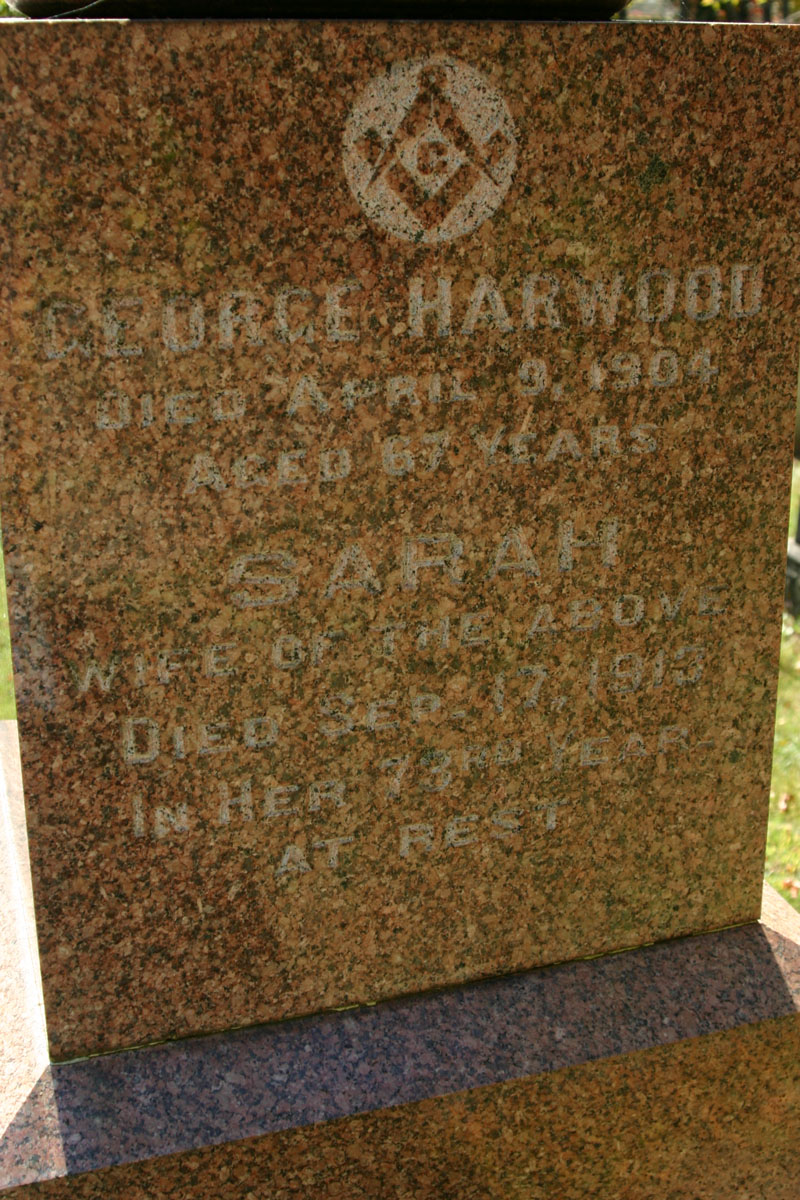 G
GEORGE HARWOOD
DIED APRIL 9, 1904
AGED 67 YEARS
SARAH
WIFE OF THE ABOVE
DIED SEP. 17, 1913
IN HER 73RD YEAR
AT REST